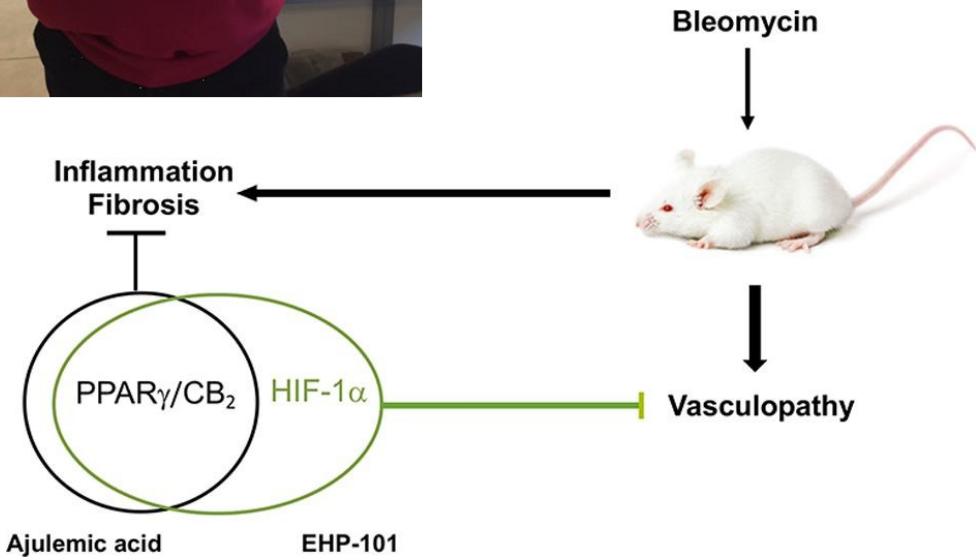 Bleomycin
Inflammation
Fibrosis
PPARγ/CB₂
HIF-1α
Vasculopathy
Ajulemic acid
EHP-101